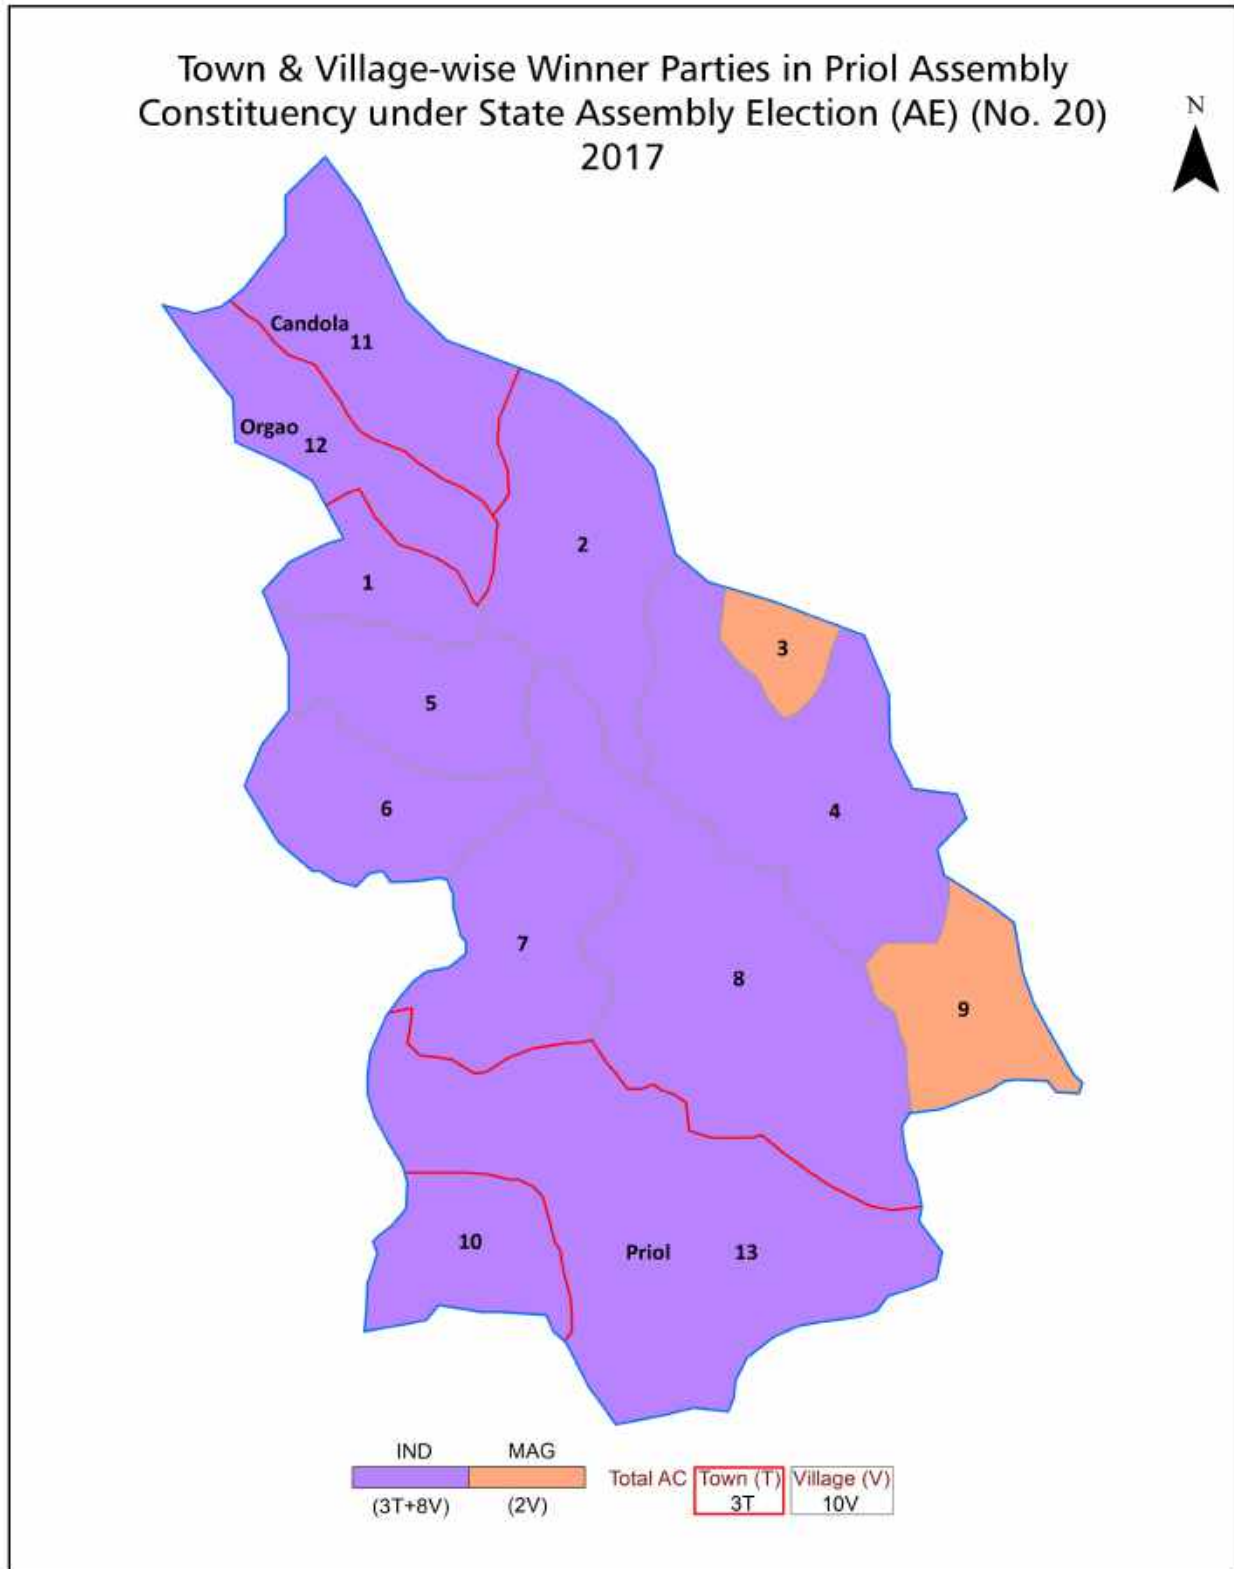 Town & Village-wise Winner Parties in Priol Assembly
Constituency under State Assembly Election (AE) (No. 20)
2017
N
Candola
11
Orgao
12
2
1
3
5
4
6
7
8
9
10
Priol 13
IND MAG
Total AC Town (T) Village (V)
(3T+8V) (2V) 3T 10V